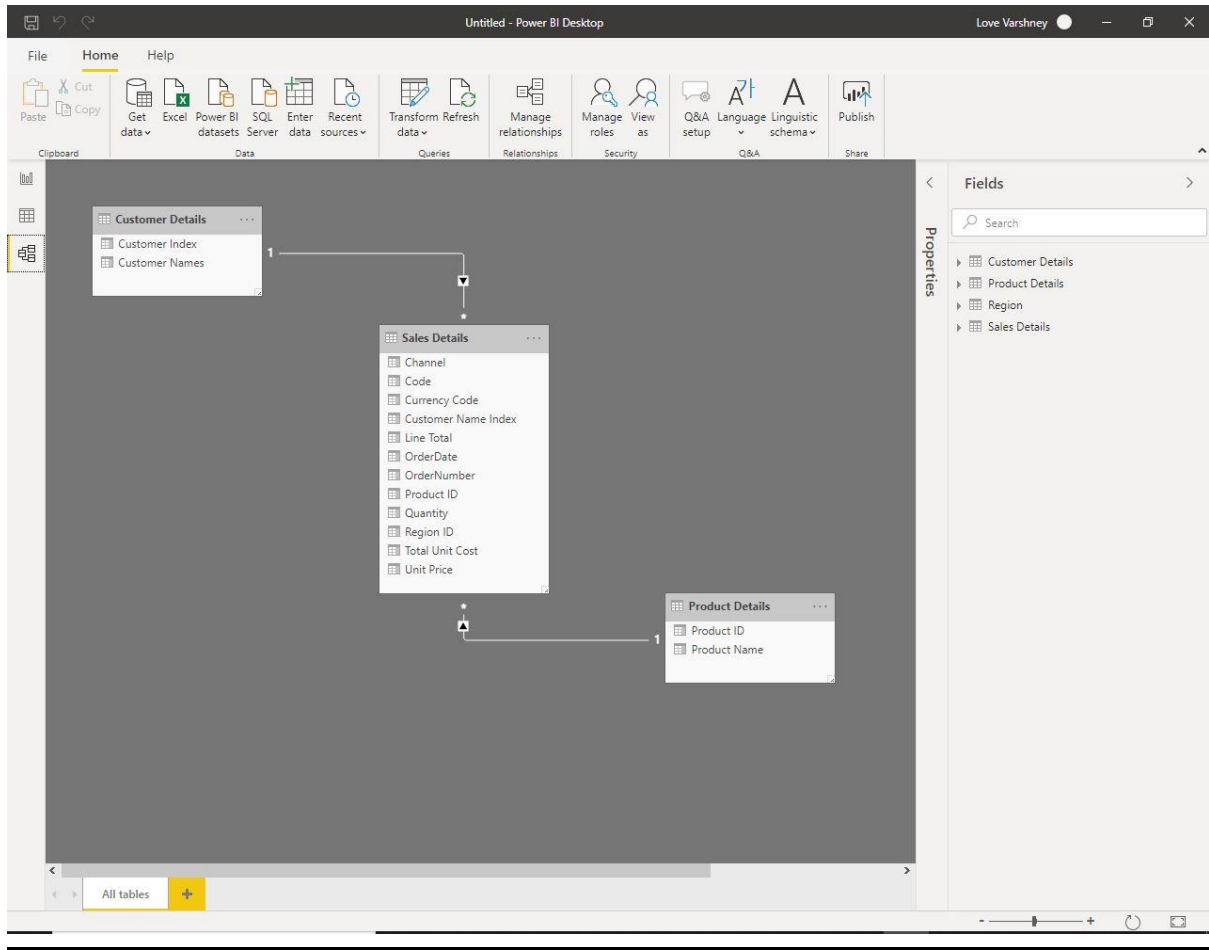 Untitled - Power BI Desktop
Love Varshney
File Home Help
Paste
Cut
Copy
Clipboard
Get data
Excel
Power BI datasets
SQL Server
Enter data
Recent sources
Data
Transform data
Refresh
Queries
Manage relationships
Relationships
Manage roles
View as
Security
Q&A setup
Language
Linguistic schema
Q&A
Publish
Share
Customer Details
Customer Index
Customer Names
1
*
Sales Details
Channel
Code
Currency Code
Customer Name Index
Line Total
OrderDate
OrderNumber
Product ID
Quantity
Region ID
Total Unit Cost
Unit Price
*
1
Product Details
Product ID
Product Name
Properties
Fields
Search
Customer Details
Product Details
Region
Sales Details
All tables